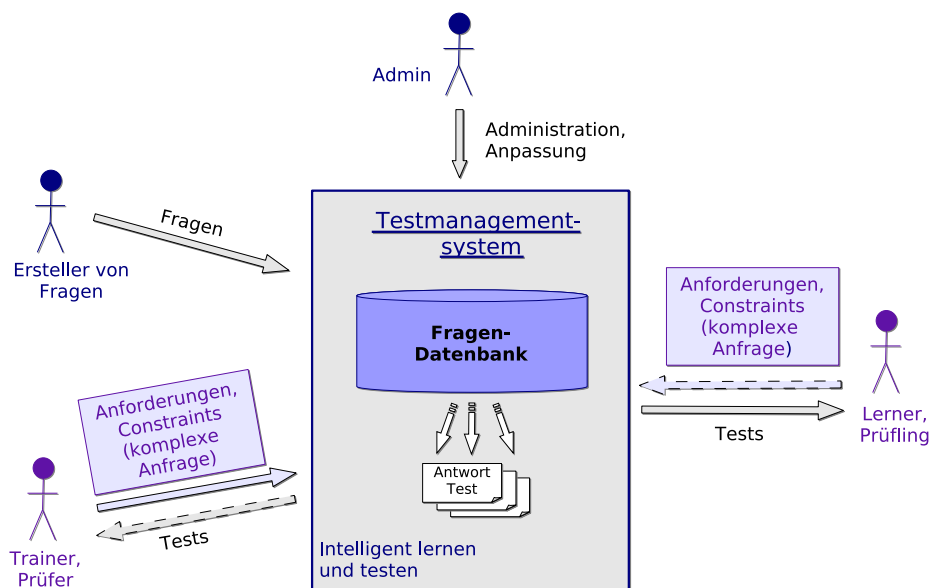 Admin
Administration,
Anpassung
Fragen
Ersteller von
Fragen
Testmanagement-
system
Fragen-
Datenbank
Antwort
Test
Intelligent lernen
und testen
Anforderungen,
Constraints
(komplexe
Anfrage)
Tests
Lerner,
Prüfling
Anforderungen,
Constraints
(komplexe
Anfrage)
Tests
Trainer,
Prüfer